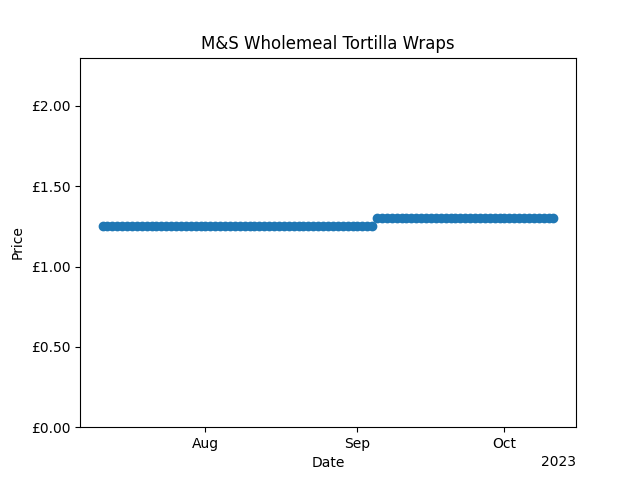 M&S Wholemeal Tortilla Wraps
£2.00
£1.50
£1.00
£0.50
£0.00
Price
Aug Sep Oct
Date
2023